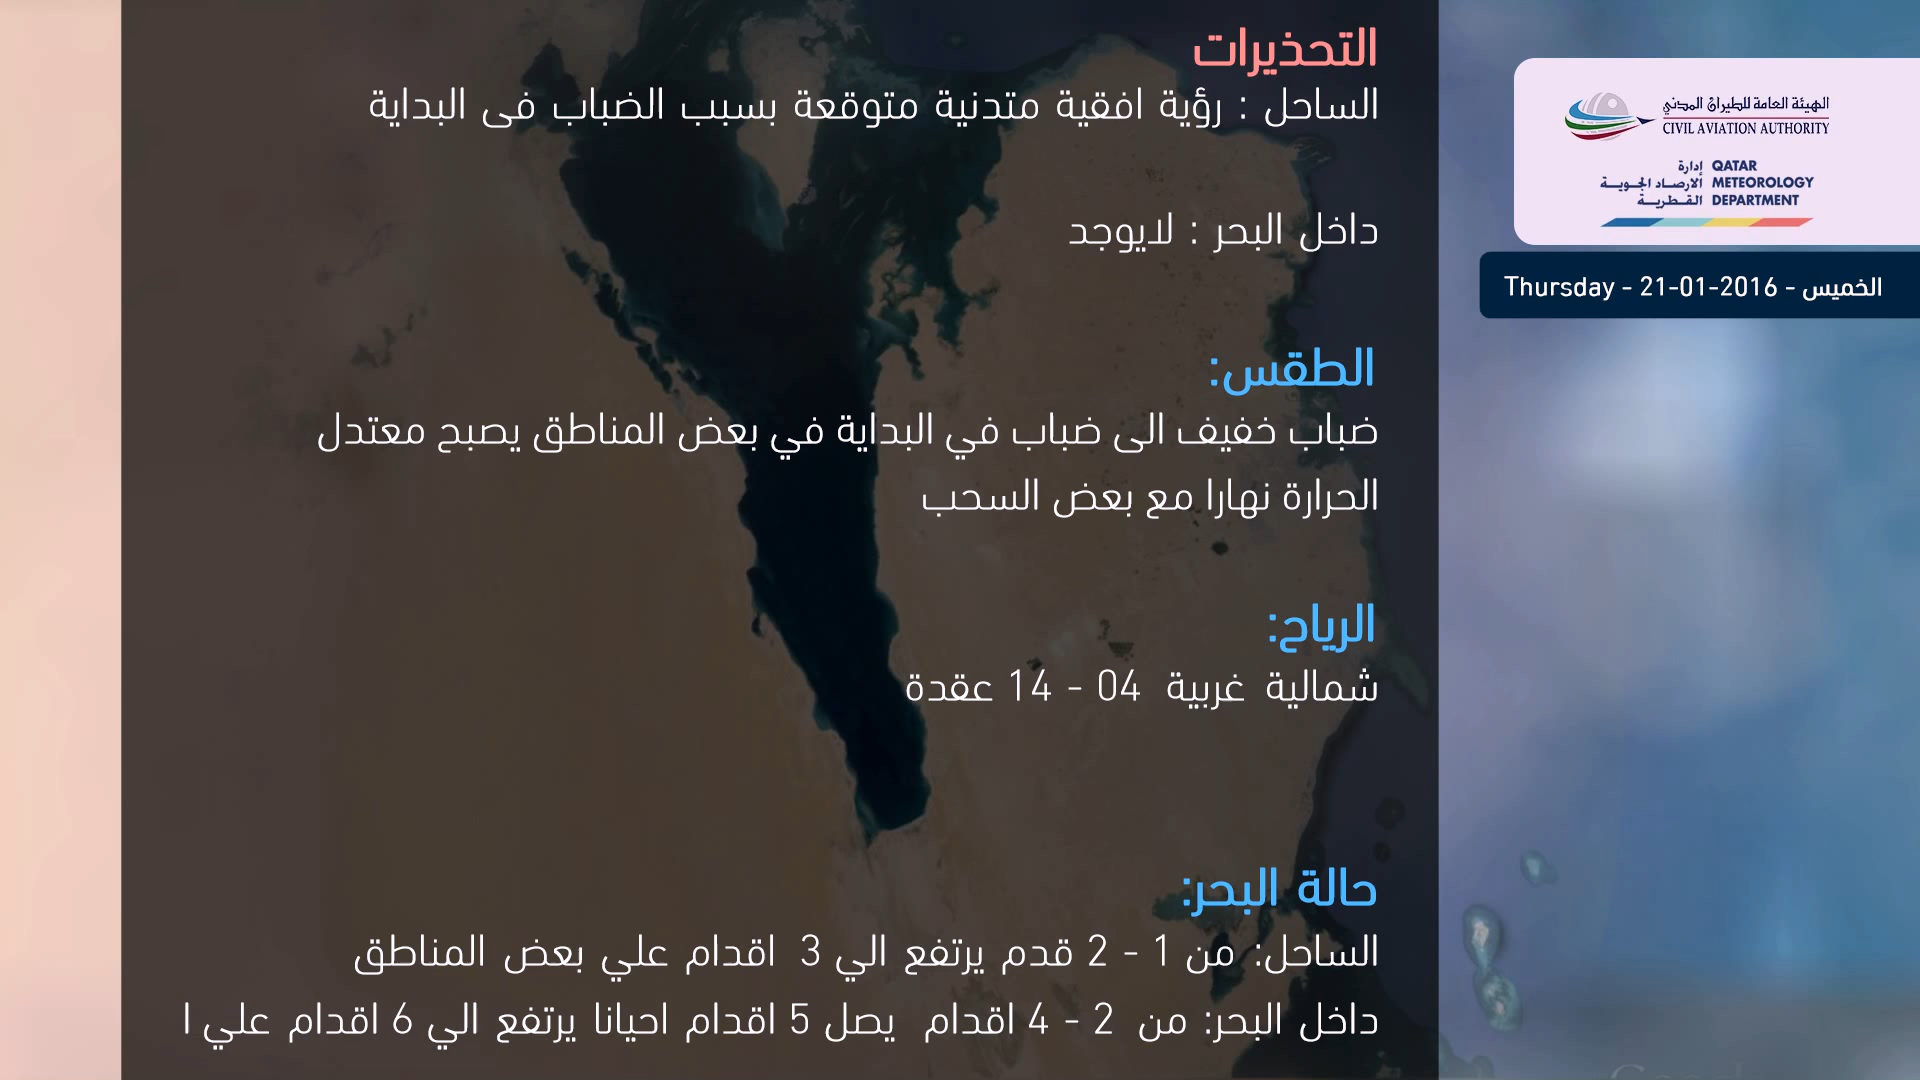 التحذيرات
الساحل : رؤية افقية متدنية متوقعة بسبب الضباب فى البداية
داخل البحر : لايوجد
الطقس:
ضباب خفيف الى ضباب في البداية في بعض المناطق يصبح معتدل
الحرارة نهارا مع بعض السحب
الرياح:
شمالية غربية 04 - 14 عقدة
حالة البحر:
الساحل: من 1 - 2 قدم يرتفع الي 3 اقدام علي بعض المناطق
داخل البحر: من 2 - 4 اقدام يصل 5 اقدام احيانا يرتفع الي 6 اقدام علي ا
الهيئة العامة للطيران المدني
CIVIL AVIATION AUTHORITY
إدارة QATAR
الارصاد الجوية METEOROLOGY
القطرية DEPARTMENT
Thursday - 21-01-2016 - الخميس